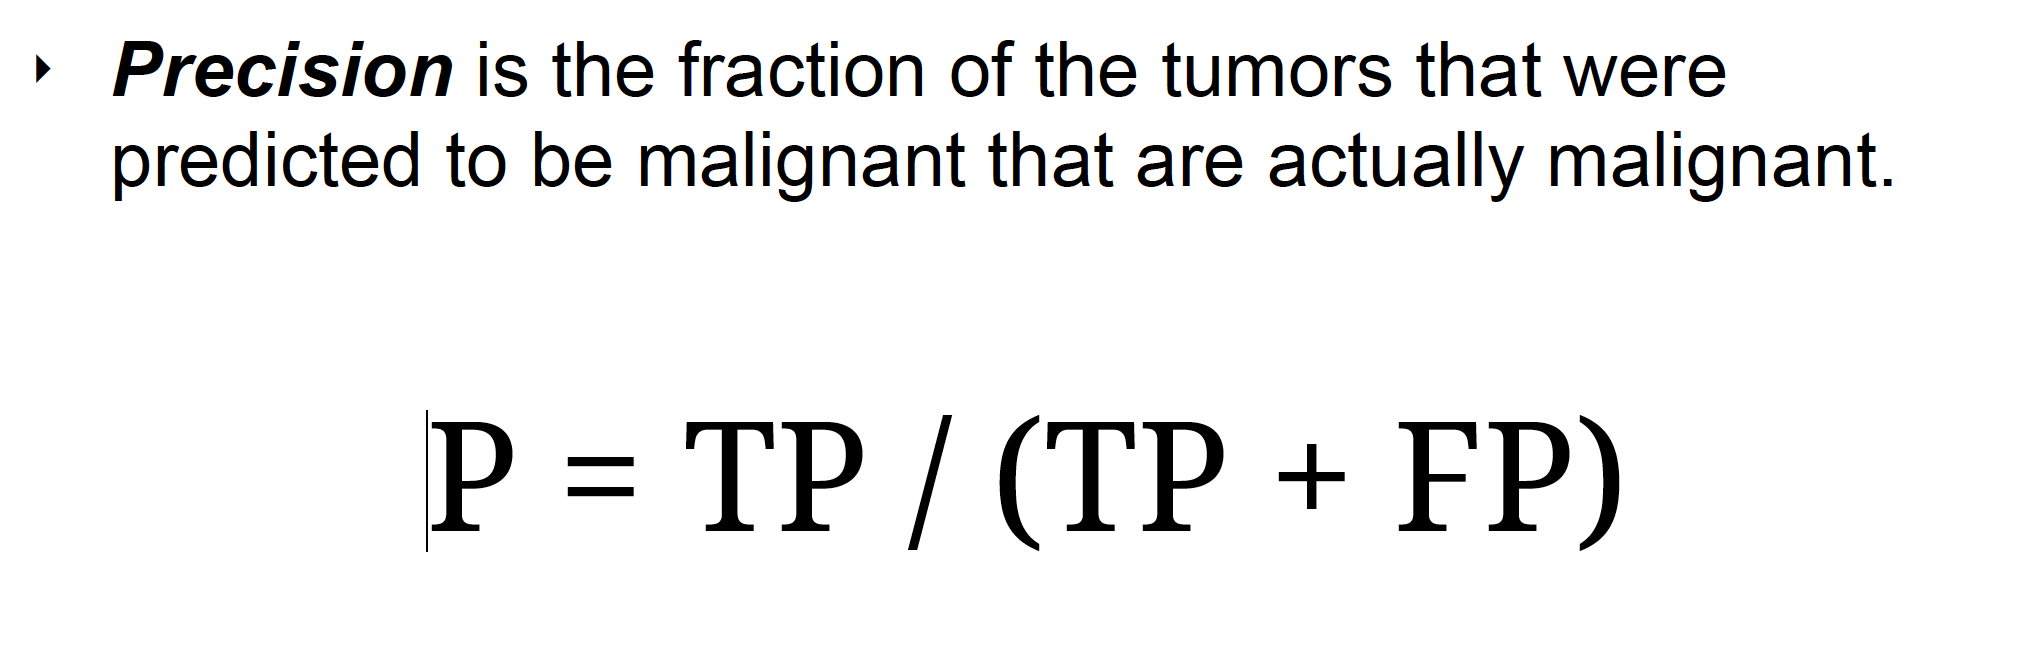 Precision is the fraction of the tumors that were
predicted to be malignant that are actually malignant.
P = TP / (TP + FP)